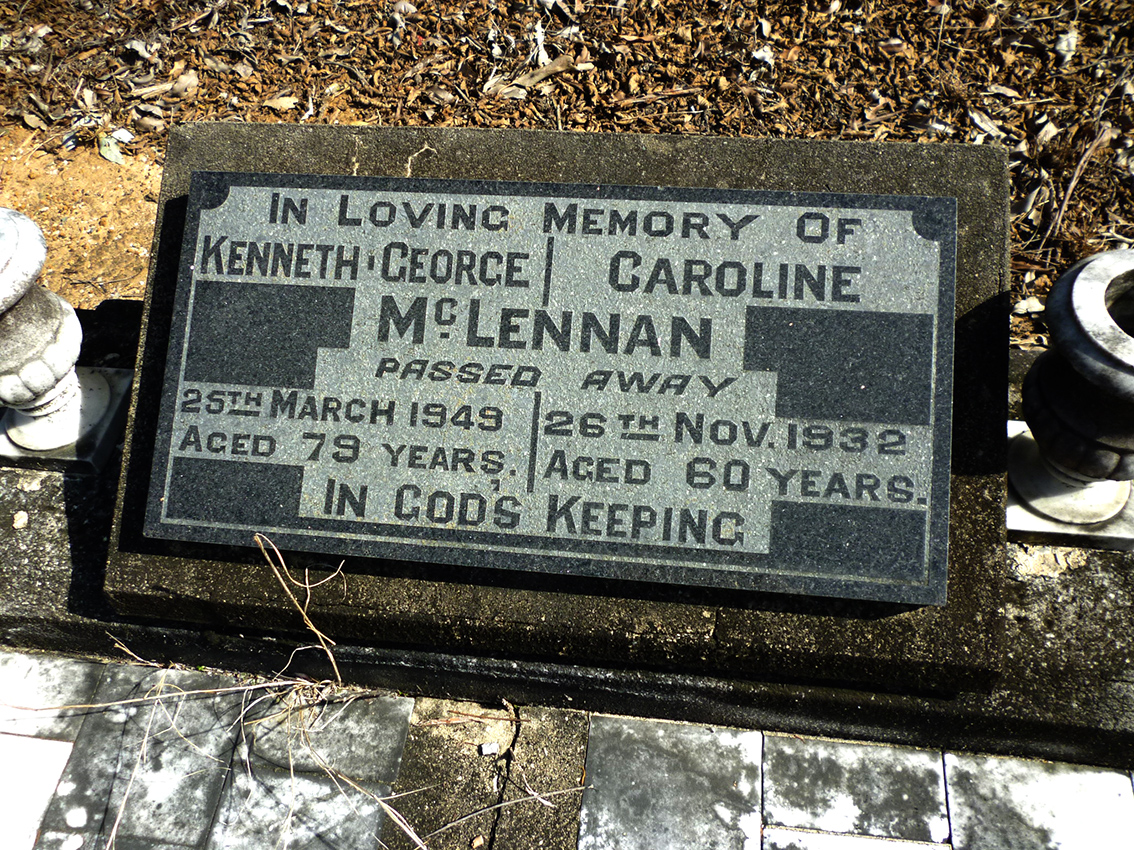 IN LOVING MEMORY OF
KENNETH GEORGE CAROLINE
McLENNAN
PASSED AWAY
25TH MARCH 1949 26TH NOV. 1932
AGED 79 YEARS. AGED 60 YEARS.
IN GOD'S KEEPING